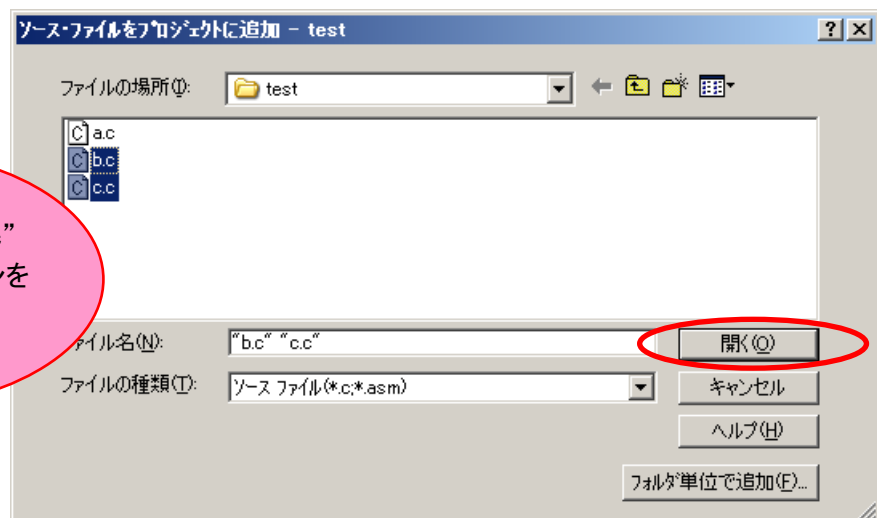 ソース・ファイルをプロジェクトに追加 - test
ファイルの場所(I):
test
a.c
b.c
c.c
”
を
ァイル名(N):
"b.c" "c.c"
開く(O)
ファイルの種類(T):
ソース ファイル(*.c;*.asm)
キャンセル
ヘルプ(H)
フォルダ単位で追加(F)...